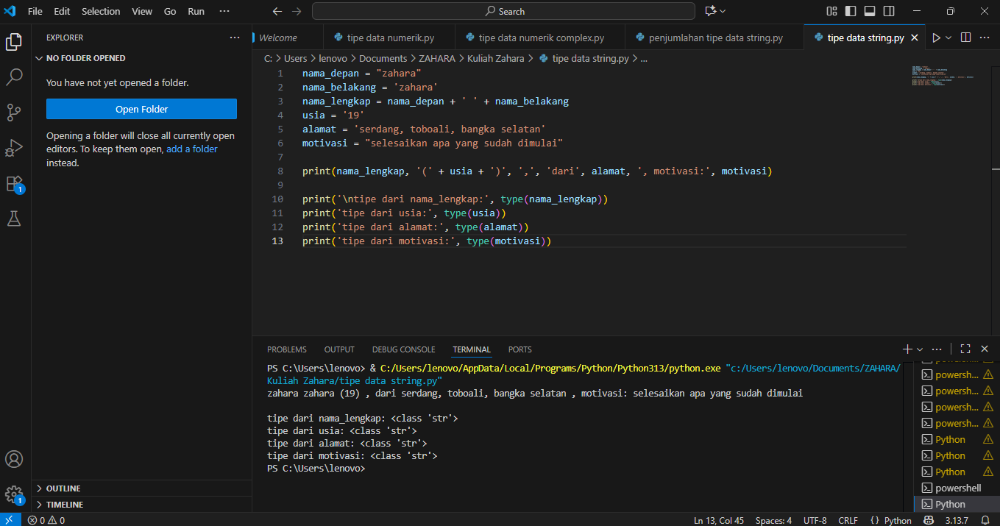 File Edit Selection View Go Run ... Search
EXPLORER ...
NO FOLDER OPENED
You have not yet opened a folder.
Open Folder
Opening a folder will close all currently open
editors. To keep them open, add a folder
instead.
OUTLINE
TIMELINE
Welcome tipe data numerik.py tipe data numerik complex.py penjumlahan tipe data string.py tipe data string.py
C: > Users > lenovo > Documents > ZAHARA > Kuliah Zahara > tipe data string.py > ...
1 nama_depan = "zahara"
2 nama_belakang = 'zahara'
3 nama_lengkap = nama_depan + ' ' + nama_belakang
4 usia = '19'
5 alamat = 'serdang, toboali, bangka selatan'
6 motivasi = "selesaikan apa yang sudah dimulai"
7
8 print(nama_lengkap, '(' + usia + ')', ',', 'dari', alamat, ', motivasi:', motivasi)
9
10 print('\ntipe dari nama_lengkap:', type(nama_lengkap))
11 print('tipe dari usia:', type(usia))
12 print('tipe dari alamat:', type(alamat))
13 print('tipe dari motivasi:', type(motivasi))
PROBLEMS OUTPUT DEBUG CONSOLE TERMINAL PORTS
PS C:\Users\lenovo> & C:/Users/lenovo/AppData/Local/Programs/Python/Python313/python.exe "c:/Users/lenovo/Documents/ZAHARA/
Kuliah Zahara/tipe data string.py"
zahara zahara (19) , dari serdang, toboali, bangka selatan , motivasi: selesaikan apa yang sudah dimulai

tipe dari nama_lengkap: <class 'str'>
tipe dari usia: <class 'str'>
tipe dari alamat: <class 'str'>
tipe dari motivasi: <class 'str'>
PS C:\Users\lenovo>
powersh...
powersh...
powersh...
powersh...
Python
Python
Python
powershell
Python
1
1
0 0 Ln 13, Col 45 Spaces: 4 UTF-8 CRLF {} Python 3.13.7